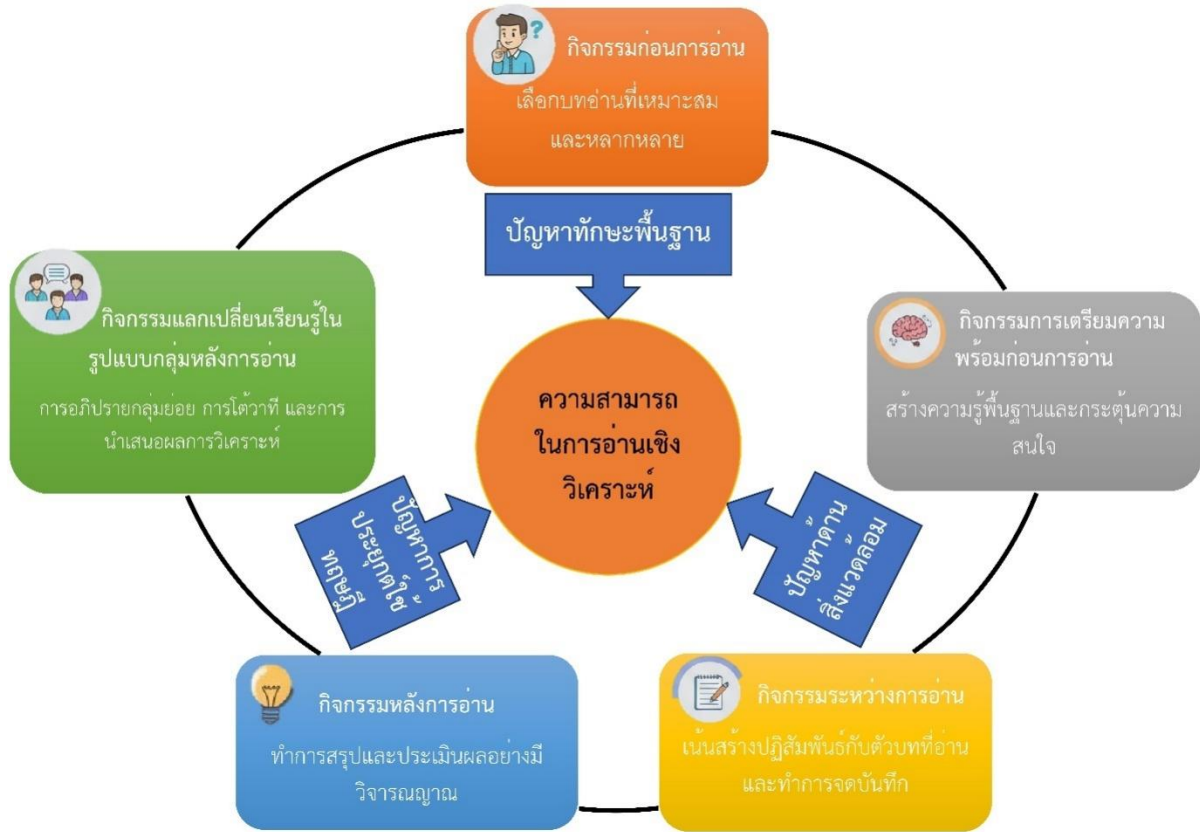 กิจกรรมก่อนการอ่าน
เลือกบทอ่านที่เหมาะสม
และหลากหลาย
ปัญหาทักษะพื้นฐาน
กิจกรรมแลกเปลี่ยนเรียนรู้ใน
รูปแบบกลุ่มหลังการอ่าน
การอภิปรายกลุ่มย่อย การโต้วาที และการ
นำเสนอผลการวิเคราะห์
กิจกรรมการเตรียมความ
พร้อมก่อนการอ่าน
สร้างความรู้พื้นฐานและกระตุ้นความ
สนใจ
ความสามารถ
ในการอ่านเชิง
วิเคราะห์
ปัญหาการ
ประยุกต์ใช้
ทฤษฎี
ปัญหาด้าน
สิ่งแวดล้อม
กิจกรรมหลังการอ่าน
ทำการสรุปและประเมินผลอย่างมี
วิจารณญาณ
กิจกรรมระหว่างการอ่าน
เน้นสร้างปฏิสัมพันธ์กับตัวบทที่อ่าน
และทำการจดบันทึก